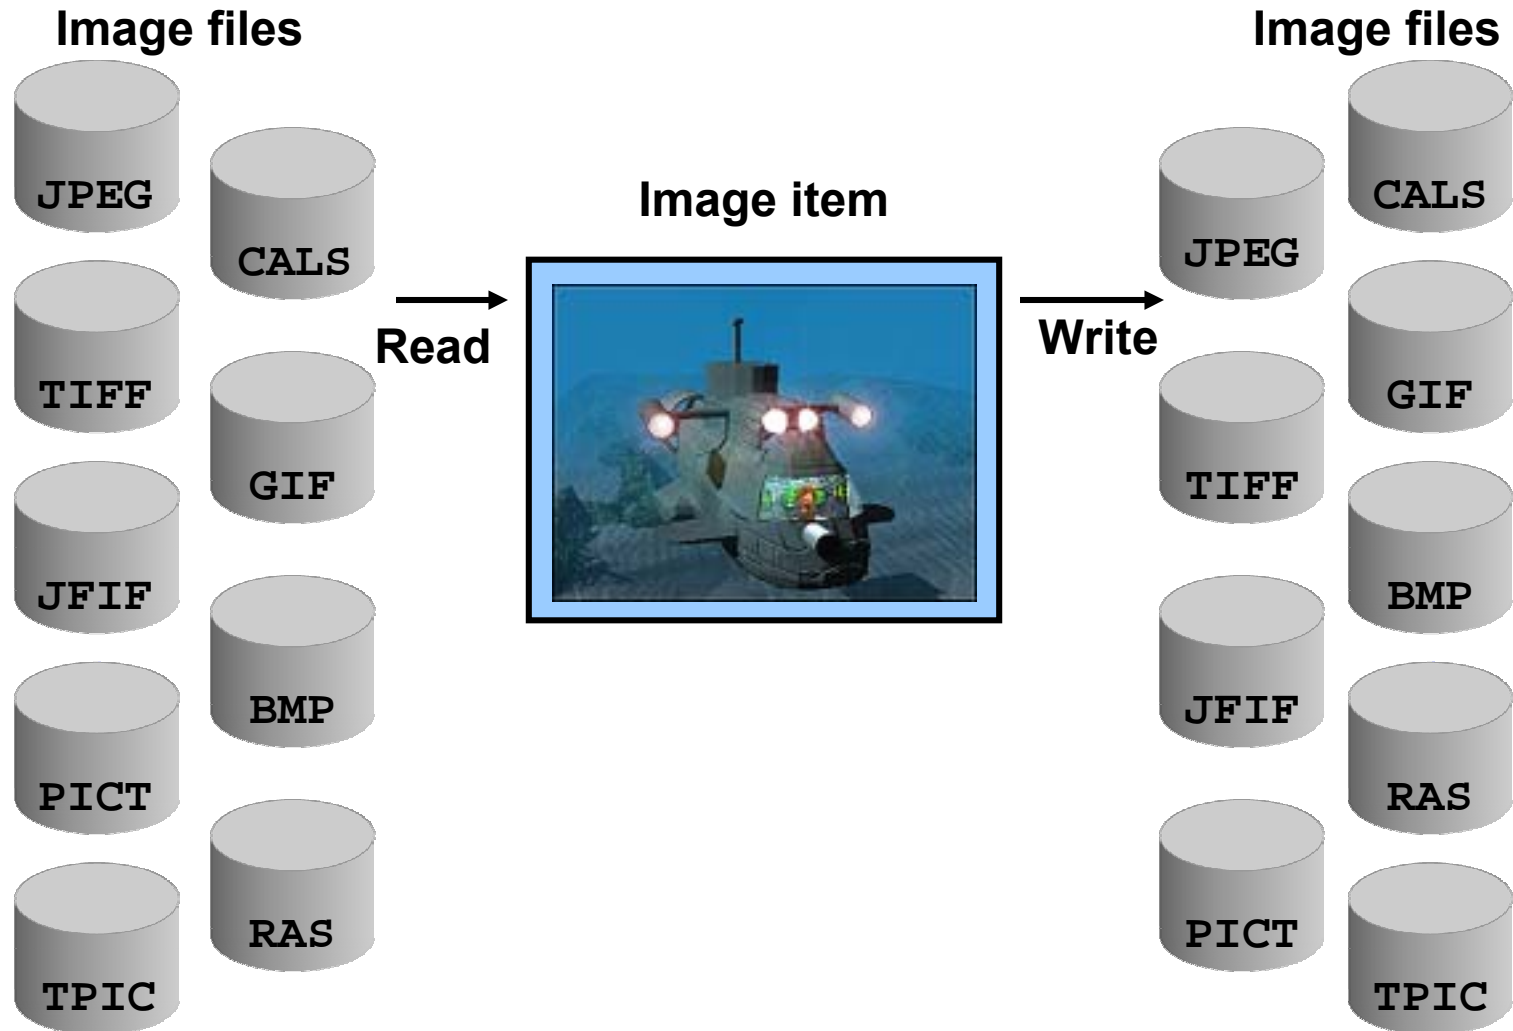 Image files
JPEG
CALS
TIFF
GIF
JFIF
BMP
PICT
RAS
TPIC
Read
Image item
Write
Image files
CALS
JPEG
GIF
TIFF
BMP
JFIF
RAS
PICT
TPIC